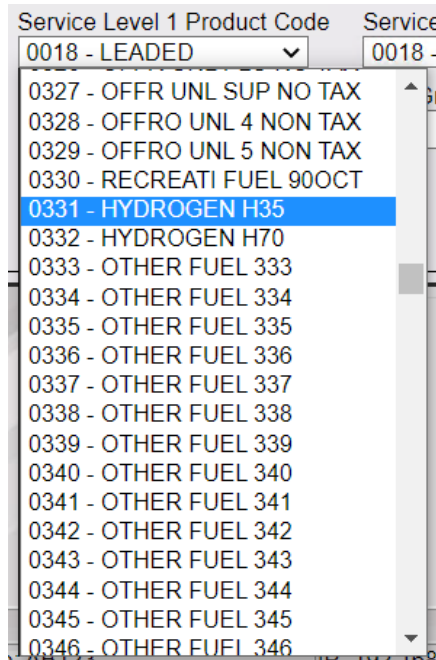 Service Level 1 Product Code Service
0018 - LEADED 0018 -
0327 - OFFR UNL SUP NO TAX
0328 - OFFRO UNL 4 NON TAX
0329 - OFFRO UNL 5 NON TAX
0330 - RECREATI FUEL 90OCT
0331 - HYDROGEN H35
0332 - HYDROGEN H70
0333 - OTHER FUEL 333
0334 - OTHER FUEL 334
0335 - OTHER FUEL 335
0336 - OTHER FUEL 336
0337 - OTHER FUEL 337
0338 - OTHER FUEL 338
0339 - OTHER FUEL 339
0340 - OTHER FUEL 340
0341 - OTHER FUEL 341
0342 - OTHER FUEL 342
0343 - OTHER FUEL 343
0344 - OTHER FUEL 344
0345 - OTHER FUEL 345
0346 - OTHER FUEL 346